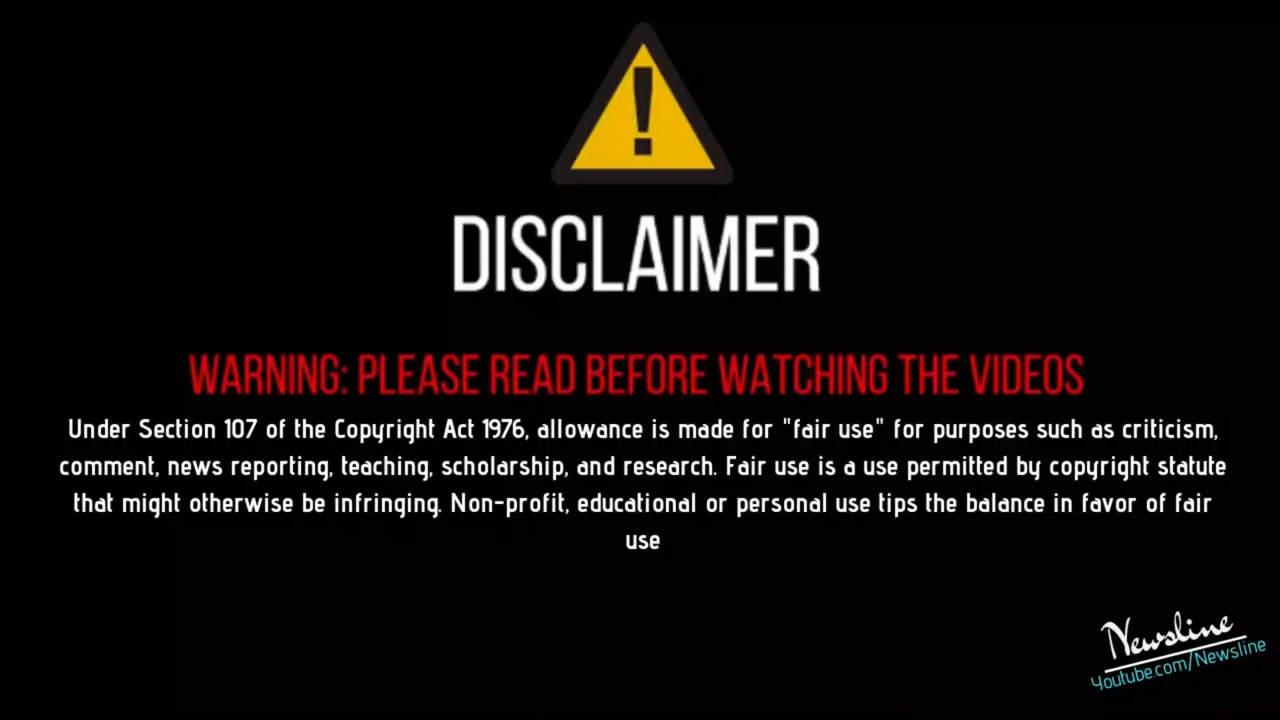 !
DISCLAIMER
WARNING: PLEASE READ BEFORE WATCHING THE VIDEOS
Under Section 107 of the Copyright Act 1976, allowance is made for "fair use" for purposes such as criticism,
comment, news reporting, teaching, scholarship, and research. Fair use is a use permitted by copyright statute
that might otherwise be infringing. Non-profit, educational or personal use tips the balance in favor of fair
use
Newsline
Youtube.com/Newsline